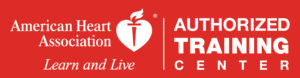 American Heart
Association®
Learn and Live
AUTHORIZED
TRAINING
CENTER